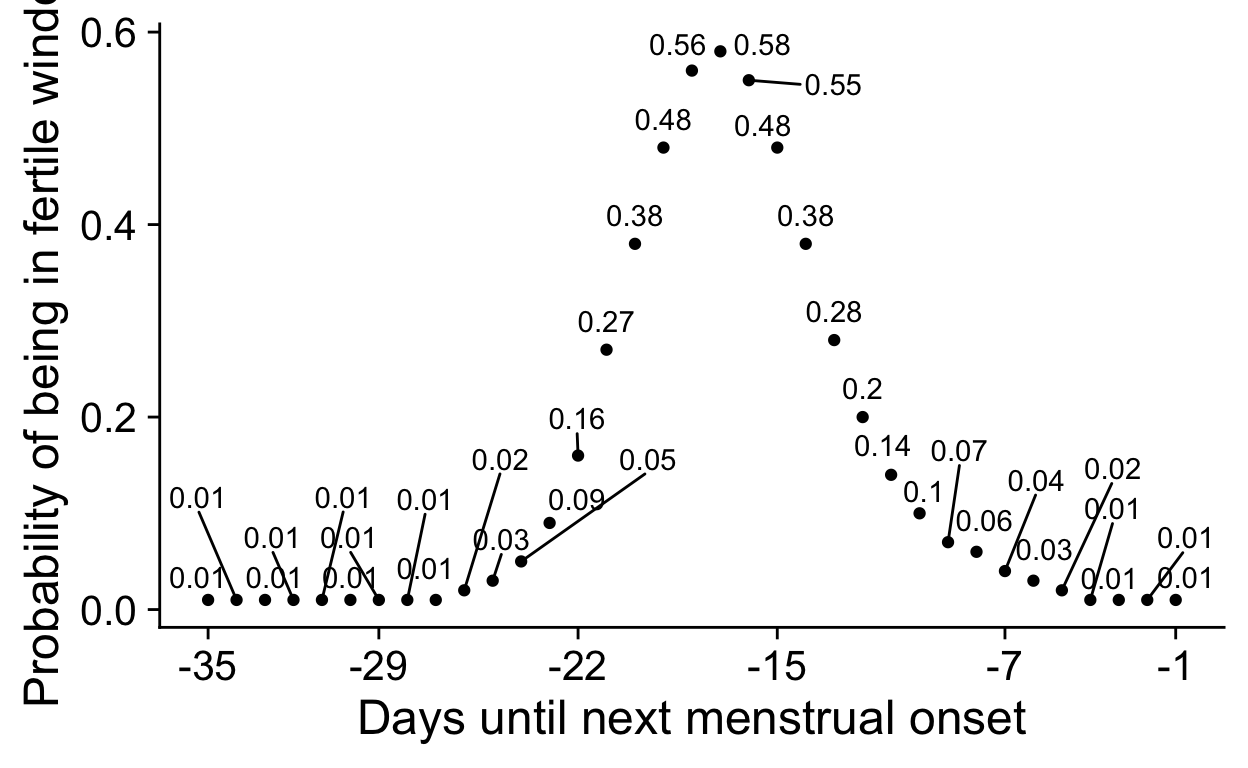 Probability of being in fertile wind
0.6
0.4
0.2
0.0
0.56 0.58
0.55
0.48 0.48
0.38 0.38
0.27 0.28
0.2
0.16
0.14 0.07
0.02 0.05 0.02
0.04
0.01 0.01 0.01 0.09 0.1 0.01
0.06
0.01 0.01 0.03 0.03 0.01
0.01 0.01 0.01 0.01 0.01 0.01
-35 -29 -22 -15 -7 -1
Days until next menstrual onset